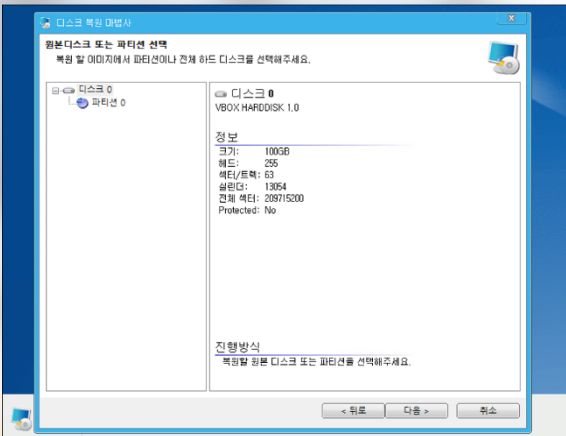 디스크 복원 마법사
원본디스크 또는 파티션 선택
복원 할 이미지에서 파티션이나 전체 하드 디스크를 선택해주세요.
디스크 0
파티션 0
디스크 0
VBOX HARDDISK 1.0
정보
크기: 100GB
헤드: 255
섹터/트랙: 63
실린더: 13054
전체 섹터: 209715200
Protected: No
진행방식
복원할 원본 디스크 또는 파티션을 선택해주세요.
< 뒤로 다음 > 취소